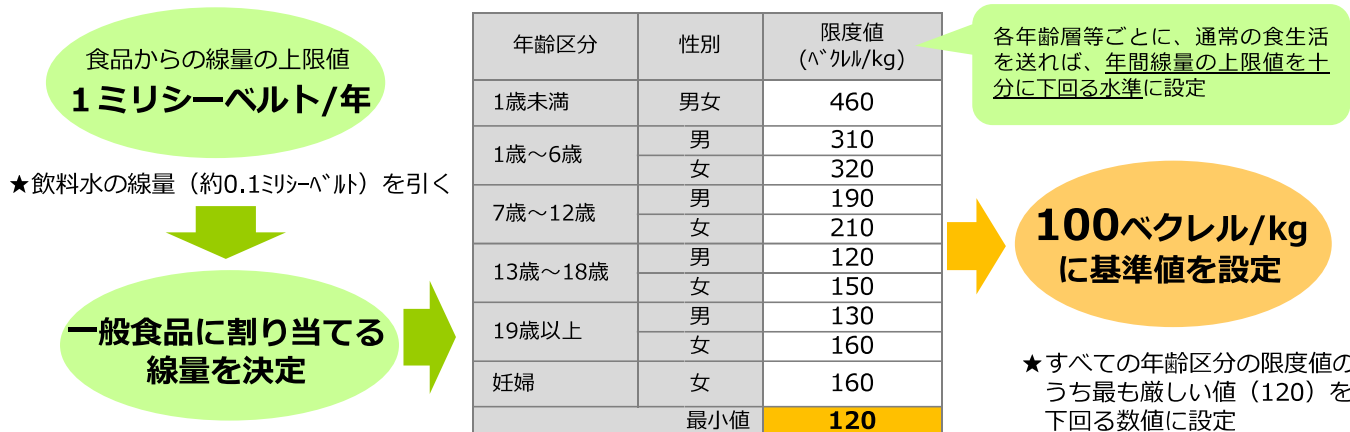 食品からの線量の上限値
１ミリシーベルト/年
★飲料水の線量（約0.1ﾐﾘｼｰﾍﾞﾙﾄ）を引く
一般食品に割り当てる
線量を決定
年齢区分 性別 限度値
(ﾍﾞｸﾚﾙ/kg)
1歳未満 男女 460
1歳～6歳 男 310
女 320
7歳～12歳 男 190
女 210
13歳～18歳 男 120
女 150
19歳以上 男 130
女 160
妊婦 女 160
最小値 120
各年齢層等ごとに、通常の食生活
を送れば、年間線量の上限値を十
分に下回る水準に設定
100ベクレル/kg
に基準値を設定
★すべての年齢区分の限度値の
うち最も厳しい値（120）を
下回る数値に設定